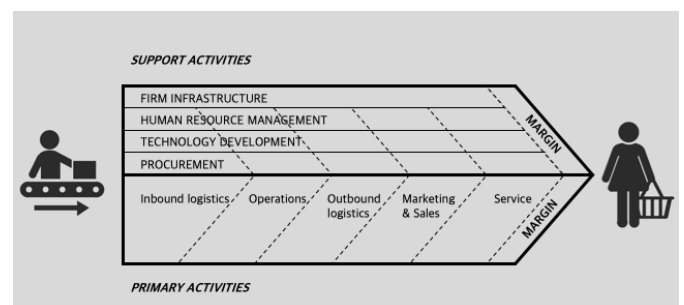 SUPPORT ACTIVITIES
FIRM INFRASTRUCTURE
HUMAN RESOURCE MANAGEMENT
TECHNOLOGY DEVELOPMENT
PROCUREMENT
MARGIN
Inbound logistics
Operations
Outbound
logistics
Marketing
& Sales
Service
MARGIN
PRIMARY ACTIVITIES